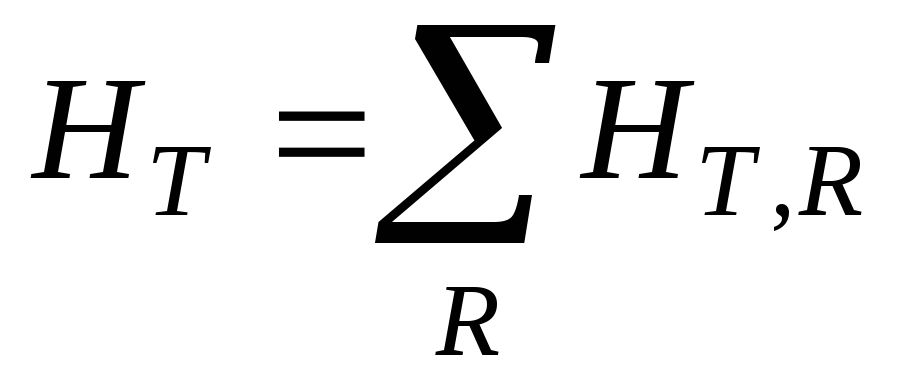 H_T = ∑_R H_{T,R}